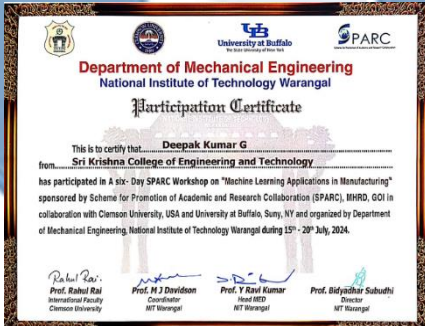 UB
University at Buffalo
The State University of New York
SPARC
Department of Mechanical Engineering
National Institute of Technology Warangal
Participation Certificate
This is to certify that Deepak Kumar G
from Sri Krishna College of Engineering and Technology
has participated in A six- Day SPARC Workshop on "Machine Learning Applications in Manufacturing"
sponsored by Scheme for Promotion of Academic and Research Collaboration (SPARC), MHRD, GOI in
collaboration with Clemson University, USA and University at Buffalo, Suny, NY and organized by Department
of Mechanical Engineering, National Institute of Technology Warangal during 15th - 20th July, 2024.
Rahul Rai.
Prof. Rahul Rai
International Faculty
Clemson University
Prof. M J Davidson
Coordinator
NIT Warangal
Prof. Y Ravi Kumar
Head MED
NIT Warangal
Prof. Bidyadhar Subudhi
Director
NIT Warangal